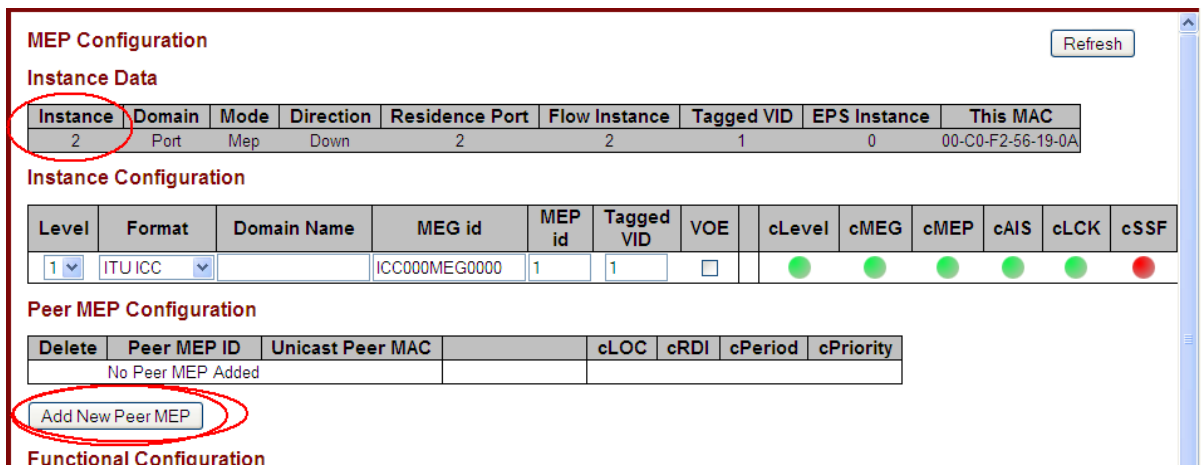 MEP Configuration
Refresh
Instance Data
Instance Domain Mode Direction Residence Port Flow Instance Tagged VID EPS Instance This MAC
2 Port Mep Down 2 2 1 0 00-C0-F2-56-19-0A
Instance Configuration
Level Format Domain Name MEG id MEP id Tagged VID VOE cLevel cMEG cMEP cAIS cLCK cSSF
1 ITU ICC ICC000MEG0000 1 1
Peer MEP Configuration
Delete Peer MEP ID Unicast Peer MAC cLOC cRDI cPeriod cPriority
No Peer MEP Added
Add New Peer MEP
Functional Configuration